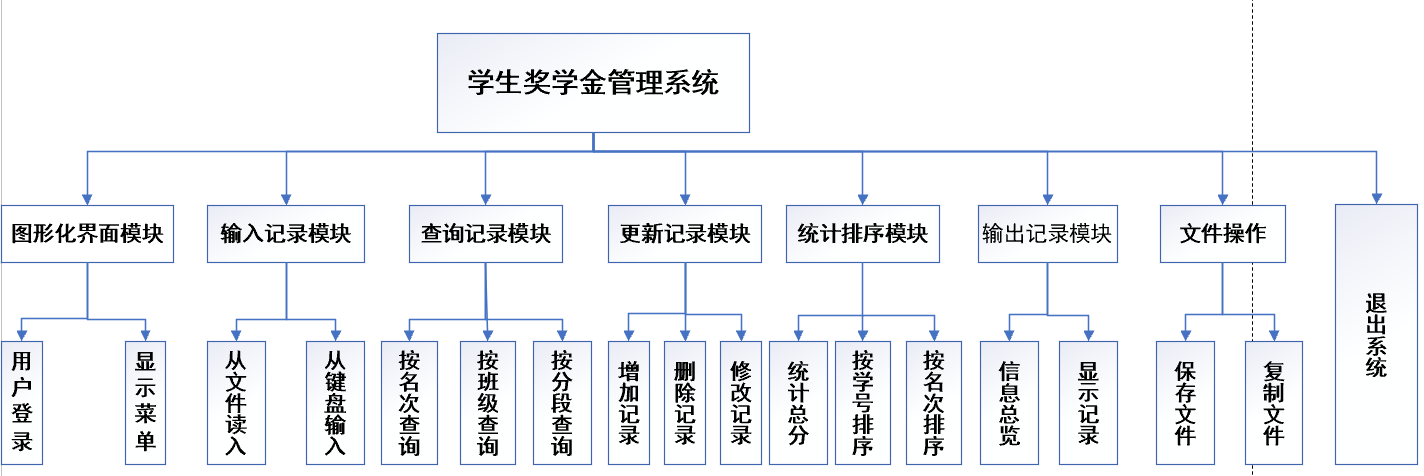 学生奖学金管理系统
图形化界面模块
输入记录模块
查询记录模块
更新记录模块
统计排序模块
输出记录模块
文件操作
退出系统
用户登录
显示菜单
从文件读入
从键盘输入
按名次查询
按班级查询
按分段查询
增加记录
删除记录
修改记录
统计总分
按学号排序
按名次排序
信息总览
显示记录
保存文件
复制文件